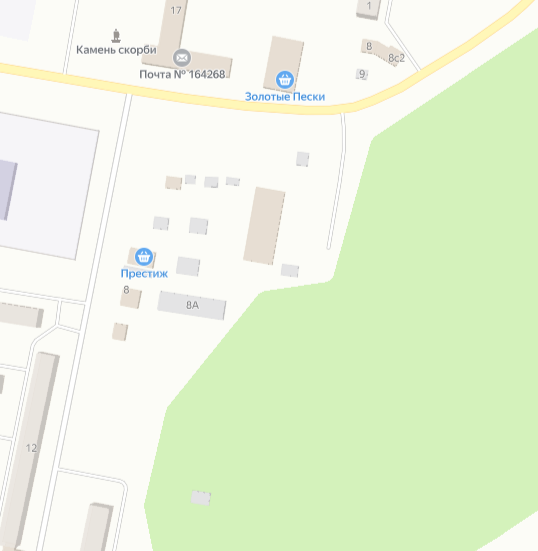 17
1
Камень скорби
8
8с2
Почта № 164268
9
Золотые Пески
Престиж
8
8А
12